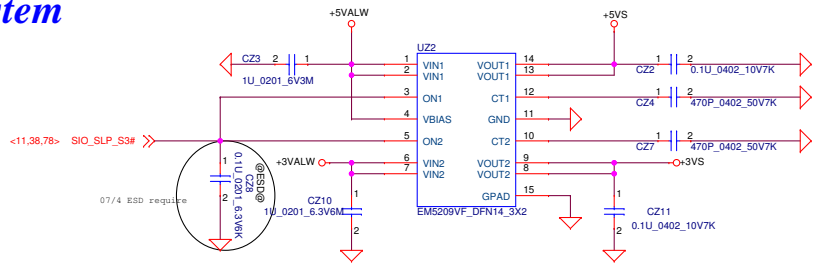 tem
+5VALW
+5VS
UZ2
CZ3 2 1
1U_0201_6V3M
1 VIN1 VOUT1 14
2 VIN1 VOUT1 13
1 2
CZ2 0.1U_0402_10V7K
3 ON1 CT1 12
1 2
CZ4 470P_0402_50V7K
4 VBIAS GND 11
<11,38,78> SIO_SLP_S3#
5 ON2 CT2 10
1 2
CZ7 470P_0402_50V7K
+3VALW
6 VIN2 VOUT2 9
7 VIN2 VOUT2 8
+3VS
GPAD 15
EM5209VF_DFN14_3X2
1
2
@ESD@
CZ8
0.1U_0201_6.3V6K
07/4 ESD require
1
CZ10
1U_0201_6.3V6M
2
1
CZ11
2
0.1U_0402_10V7K